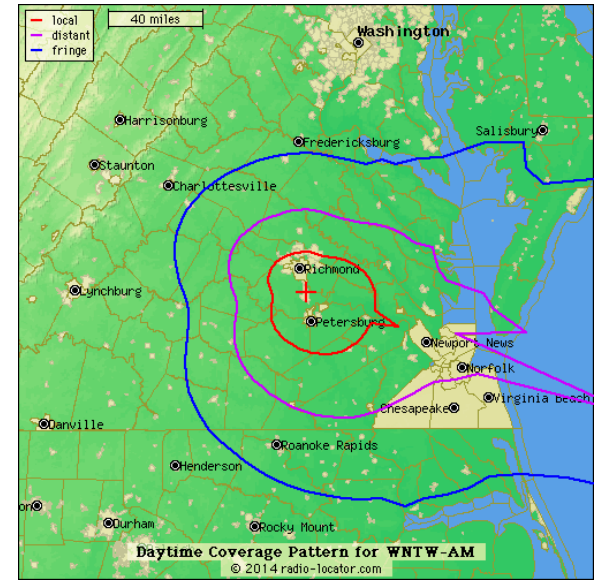 local
distant
fringe
40 miles
Washington
Harrisonburg
Salisbury
Fredericksburg
Staunton
Charlottesville
Richmond
Lynchburg
Petersburg
Newport News
Norfolk
Virginia Beach
Chesapeake
Danville
Roanoke Rapids
Henderson
on
Durham
Rocky Mount
Daytime Coverage Pattern for WNTW-AM
© 2014 radio-locator.com